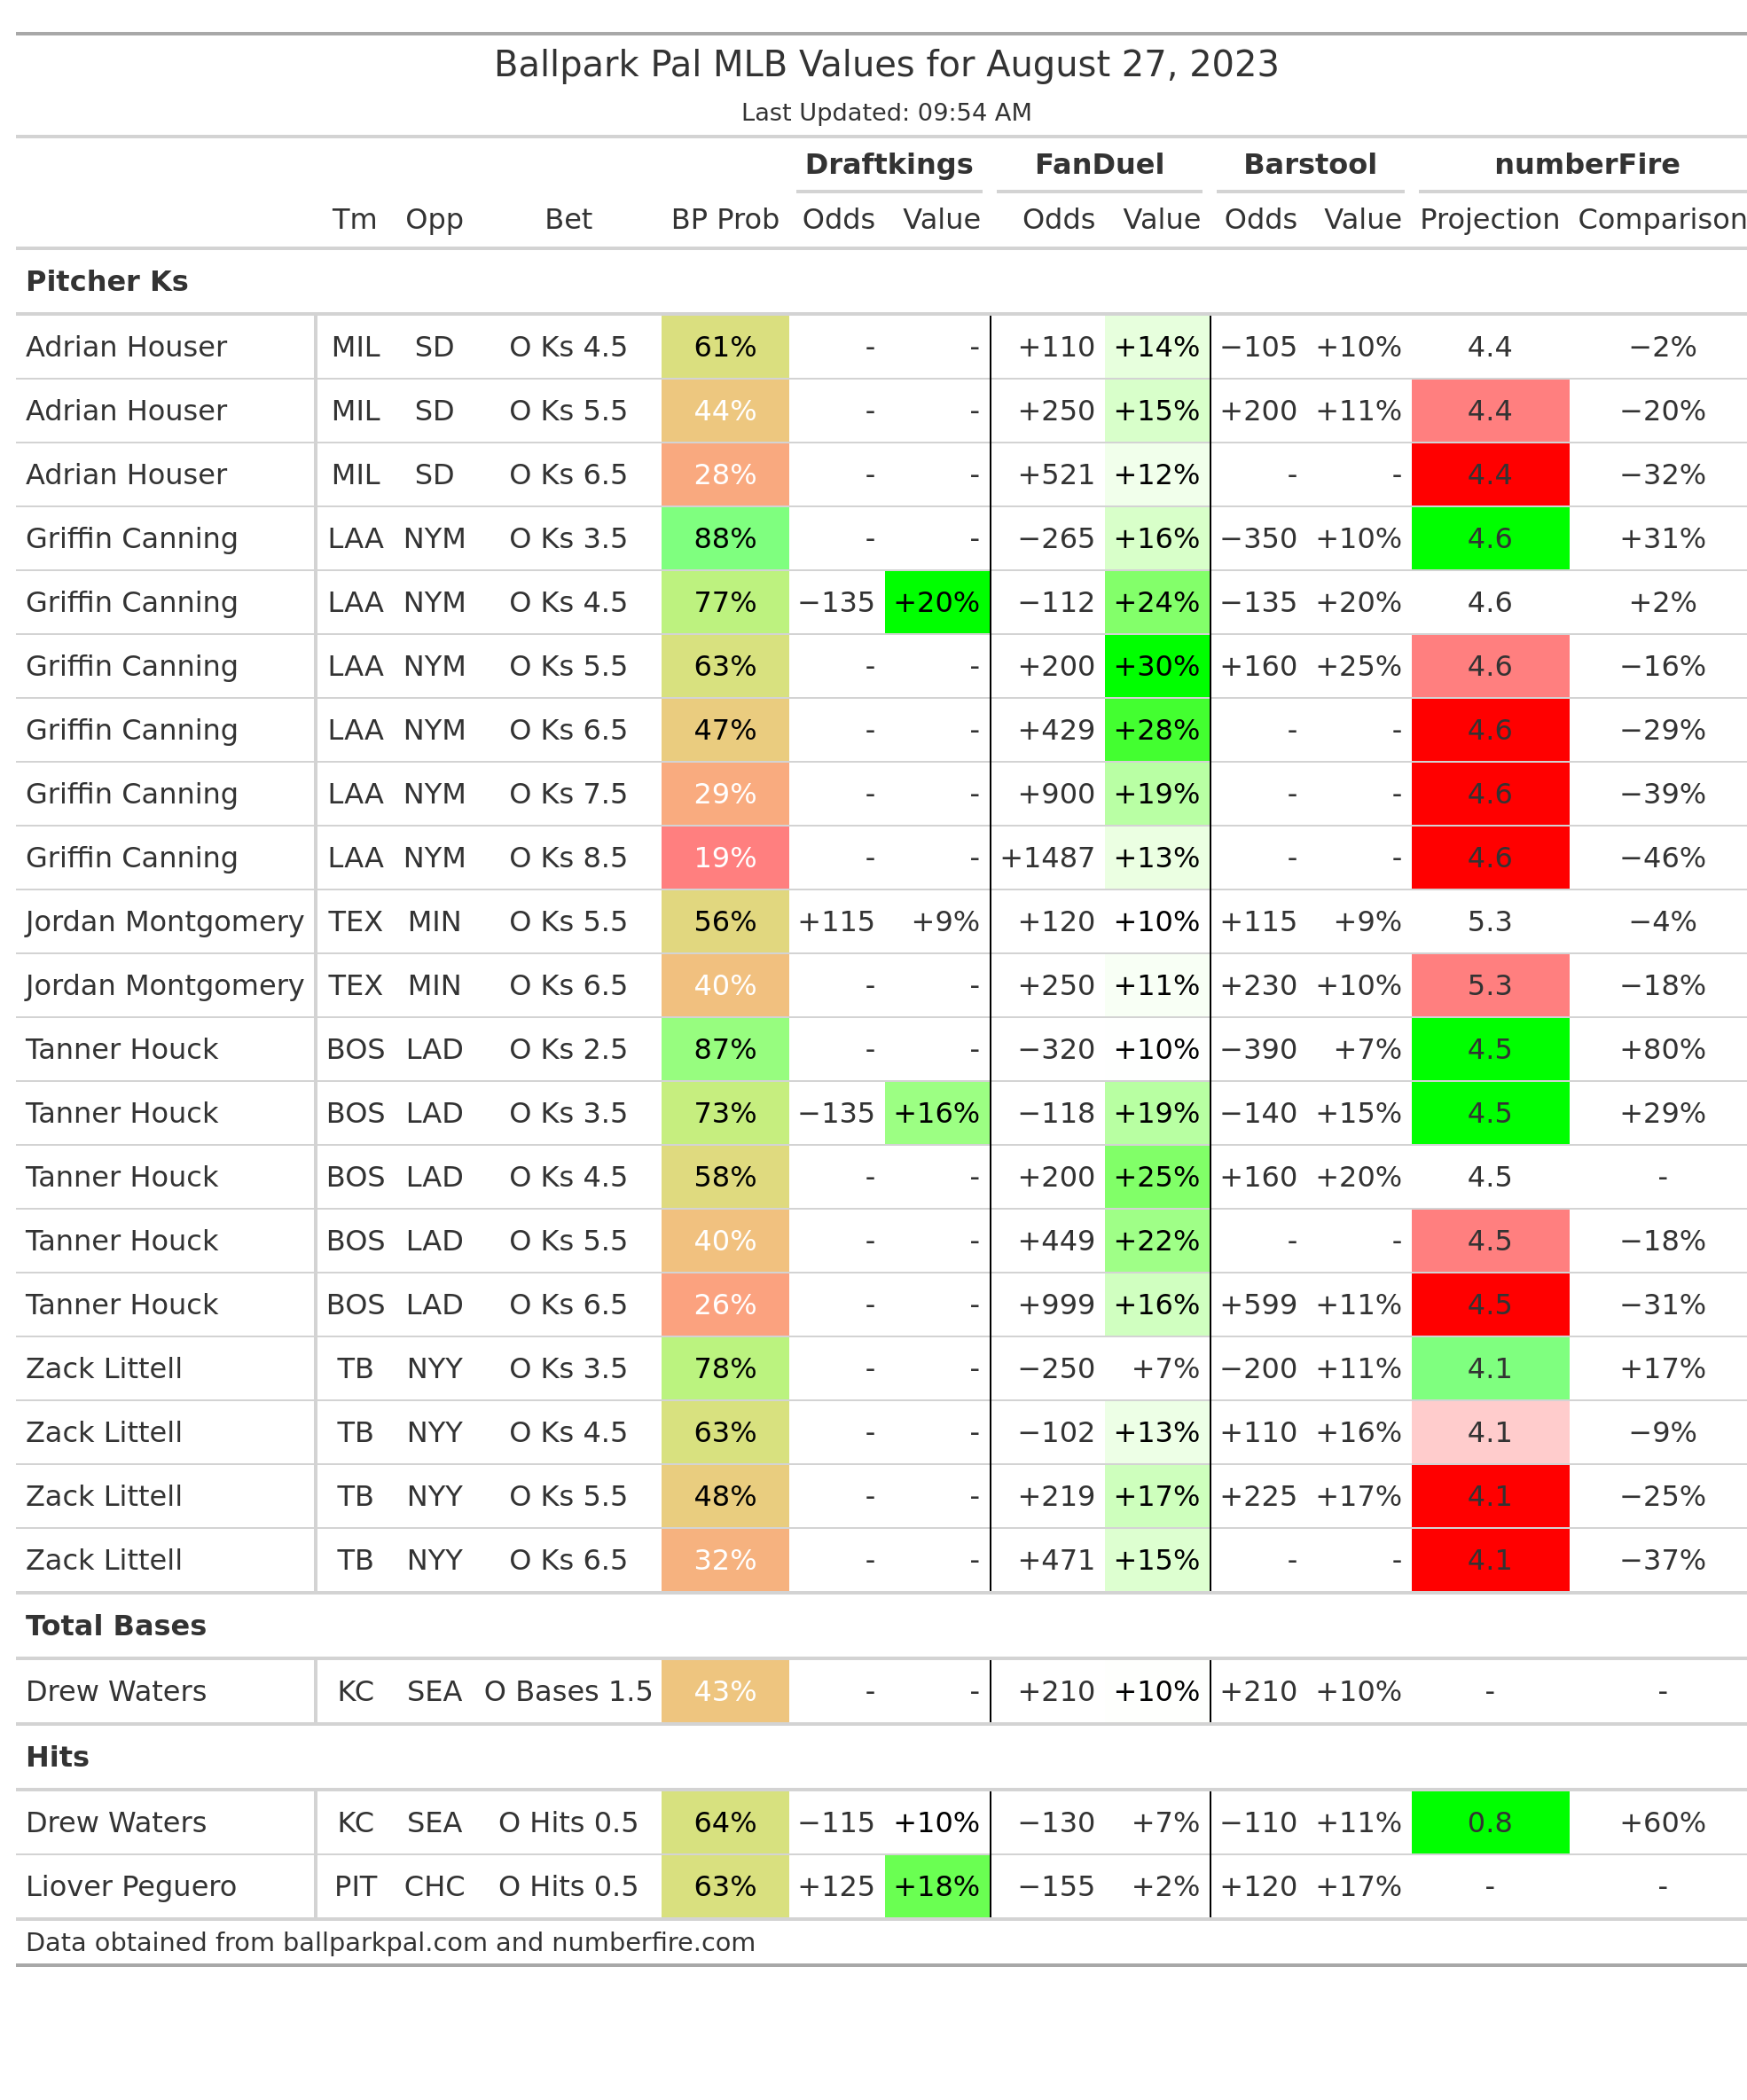 Ballpark Pal MLB Values for August 27, 2023
Last Updated: 09:54 AM
Draftkings FanDuel Barstool numberFire
Tm Opp Bet BP Prob Odds Value Odds Value Odds Value Projection Comparison
Pitcher Ks
Adrian Houser MIL SD O Ks 4.5 61% - - +110 +14% −105 +10% 4.4 −2%
Adrian Houser MIL SD O Ks 5.5 44% - - +250 +15% +200 +11% 4.4 −20%
Adrian Houser MIL SD O Ks 6.5 28% - - +521 +12% - - 4.4 −32%
Griffin Canning LAA NYM O Ks 3.5 88% - - −265 +16% −350 +10% 4.6 +31%
Griffin Canning LAA NYM O Ks 4.5 77% −135 +20% −112 +24% −135 +20% 4.6 +2%
Griffin Canning LAA NYM O Ks 5.5 63% - - +200 +30% +160 +25% 4.6 −16%
Griffin Canning LAA NYM O Ks 6.5 47% - - +429 +28% - - 4.6 −29%
Griffin Canning LAA NYM O Ks 7.5 29% - - +900 +19% - - 4.6 −39%
Griffin Canning LAA NYM O Ks 8.5 19% - - +1487 +13% - - 4.6 −46%
Jordan Montgomery TEX MIN O Ks 5.5 56% +115 +9% +120 +10% +115 +9% 5.3 −4%
Jordan Montgomery TEX MIN O Ks 6.5 40% - - +250 +11% +230 +10% 5.3 −18%
Tanner Houck BOS LAD O Ks 2.5 87% - - −320 +10% −390 +7% 4.5 +80%
Tanner Houck BOS LAD O Ks 3.5 73% −135 +16% −118 +19% −140 +15% 4.5 +29%
Tanner Houck BOS LAD O Ks 4.5 58% - - +200 +25% +160 +20% 4.5 -
Tanner Houck BOS LAD O Ks 5.5 40% - - +449 +22% - - 4.5 −18%
Tanner Houck BOS LAD O Ks 6.5 26% - - +999 +16% +599 +11% 4.5 −31%
Zack Littell TB NYY O Ks 3.5 78% - - −250 +7% −200 +11% 4.1 +17%
Zack Littell TB NYY O Ks 4.5 63% - - −102 +13% +110 +16% 4.1 −9%
Zack Littell TB NYY O Ks 5.5 48% - - +219 +17% +225 +17% 4.1 −25%
Zack Littell TB NYY O Ks 6.5 32% - - +471 +15% - - 4.1 −37%
Total Bases
Drew Waters KC SEA O Bases 1.5 43% - - +210 +10% +210 +10% - -
Hits
Drew Waters KC SEA O Hits 0.5 64% −115 +10% −130 +7% −110 +11% 0.8 +60%
Liover Peguero PIT CHC O Hits 0.5 63% +125 +18% −155 +2% +120 +17% - -
Data obtained from ballparkpal.com and numberfire.com